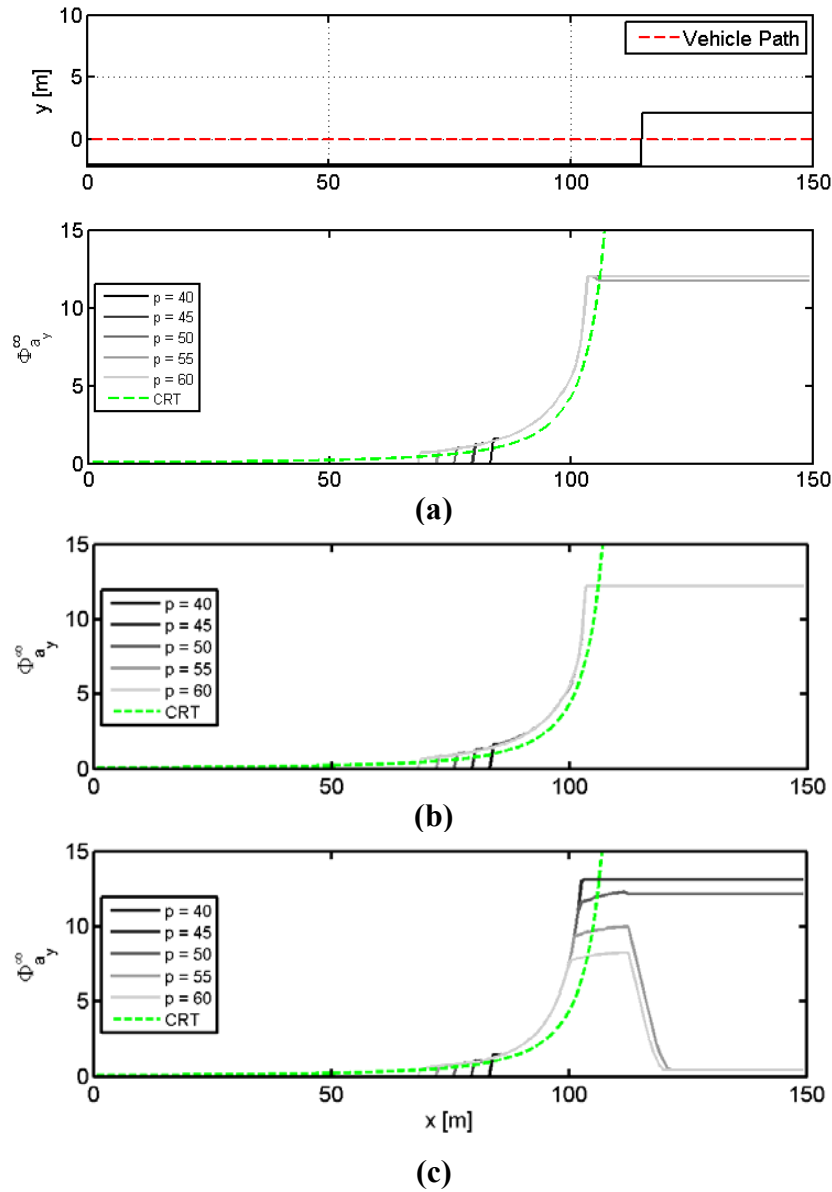 10
5
0
y [m]
Vehicle Path
0 50 100 150
15
10
5
0
Φ∞ay
p = 40
p = 45
p = 50
p = 55
p = 60
CRT
0 50 100 150
(a)
15
10
5
0
Φ∞ay
p = 40
p = 45
p = 50
p = 55
p = 60
CRT
0 50 100 150
(b)
15
10
5
0
Φ∞ay
p = 40
p = 45
p = 50
p = 55
p = 60
CRT
0 50 100 150
x [m]
(c)